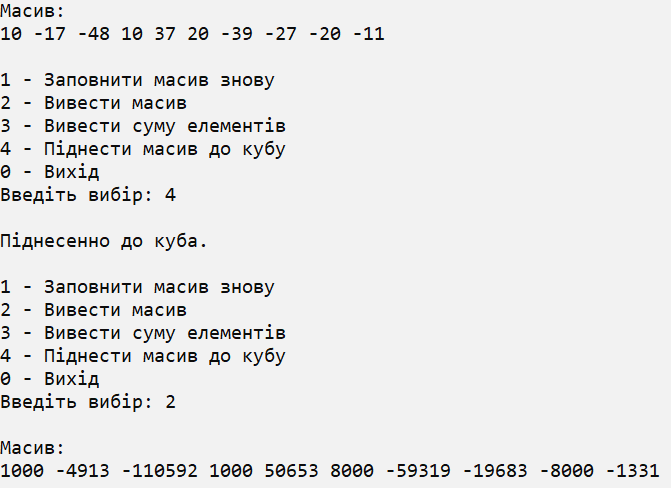 Масив:
10 -17 -48 10 37 20 -39 -27 -20 -11
1 - Заповнити масив знову
2 - Вивести масив
3 - Вивести суму елементів
4 - Піднести масив до кубу
0 - Вихід
Введіть вибір: 4
Піднесенно до куба.
1 - Заповнити масив знову
2 - Вивести масив
3 - Вивести суму елементів
4 - Піднести масив до кубу
0 - Вихід
Введіть вибір: 2
Масив:
1000 -4913 -110592 1000 50653 8000 -59319 -19683 -8000 -1331